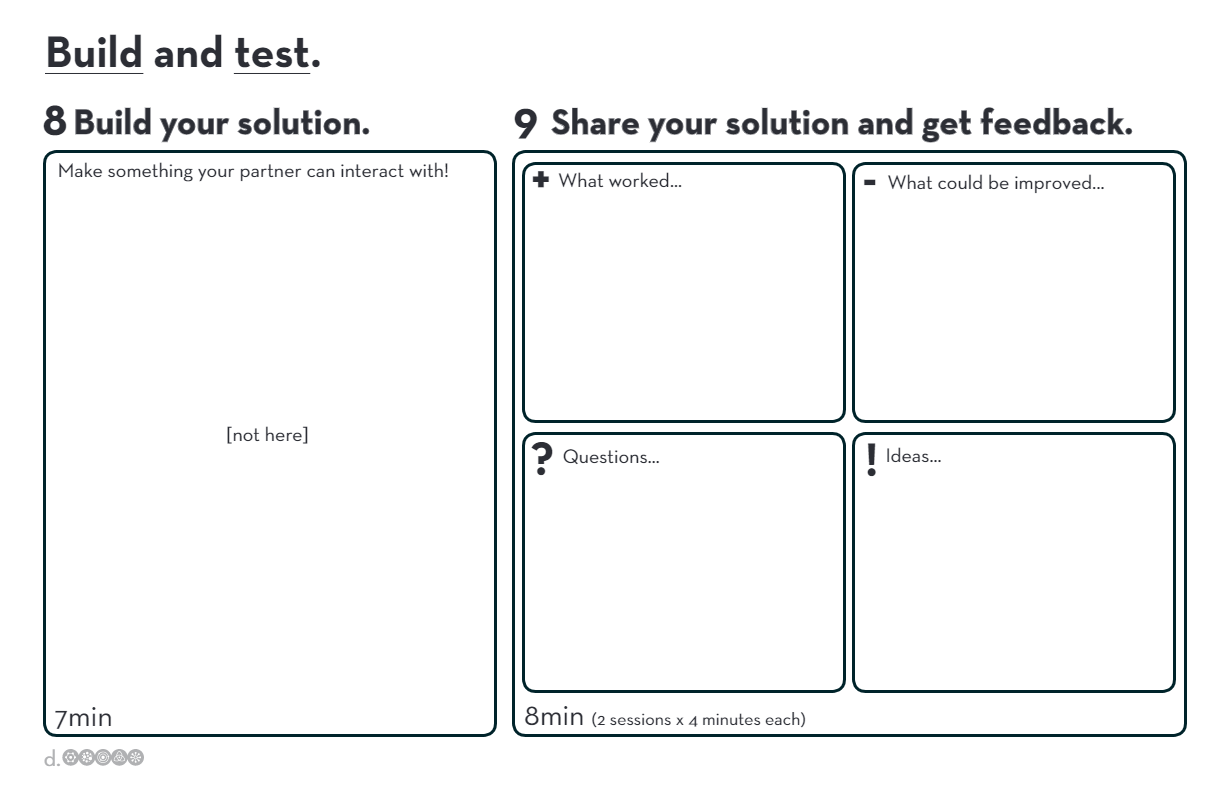 Build and test.
8 Build your solution.
Make something your partner can interact with!
[not here]
7min
9 Share your solution and get feedback.
+ What worked...
- What could be improved...
? Questions...
! Ideas...
8min (2 sessions x 4 minutes each)
d.